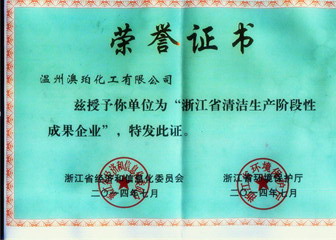 荣誉证书
温州澳珀化工有限公司
兹授予你单位为“浙江省清洁生产阶段性
成果企业”，特发此证。
浙江省经济和信息化委员会 浙江省环境保护厅
二〇一四年七月 二〇一四年七月